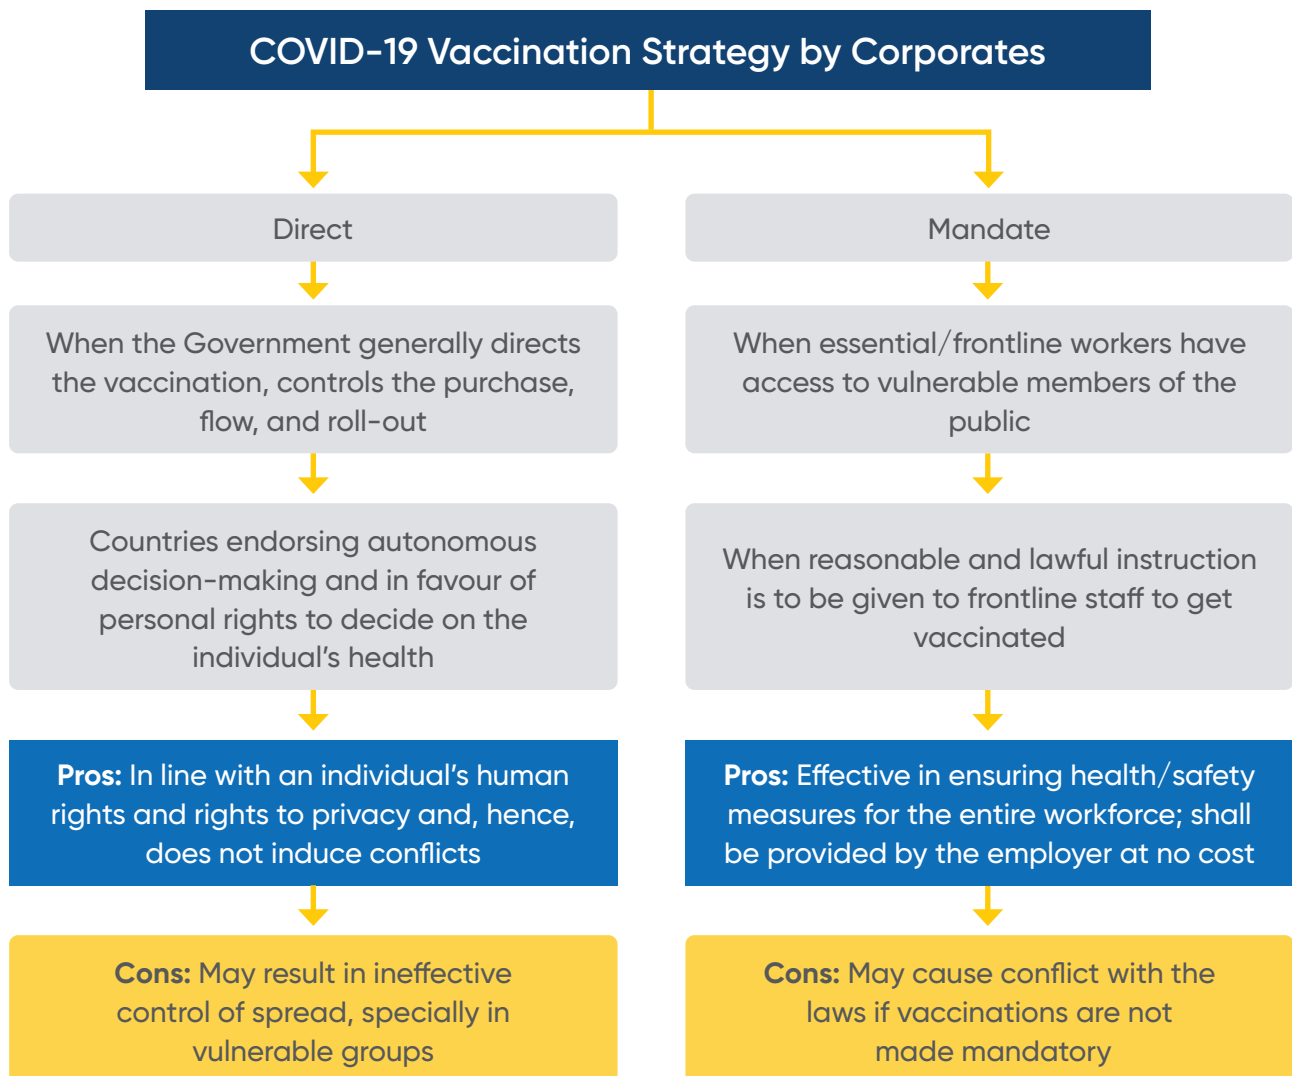 COVID-19 Vaccination Strategy by Corporates
Direct
When the Government generally directs
the vaccination, controls the purchase,
flow, and roll-out
Countries endorsing autonomous
decision-making and in favour of
personal rights to decide on the
individual's health
Pros: In line with an individual's human
rights and rights to privacy and, hence,
does not induce conflicts
Cons: May result in ineffective
control of spread, specially in
vulnerable groups
Mandate
When essential/frontline workers have
access to vulnerable members of the
public
When reasonable and lawful instruction
is to be given to frontline staff to get
vaccinated
Pros: Effective in ensuring health/safety
measures for the entire workforce; shall
be provided by the employer at no cost
Cons: May cause conflict with the
laws if vaccinations are not
made mandatory